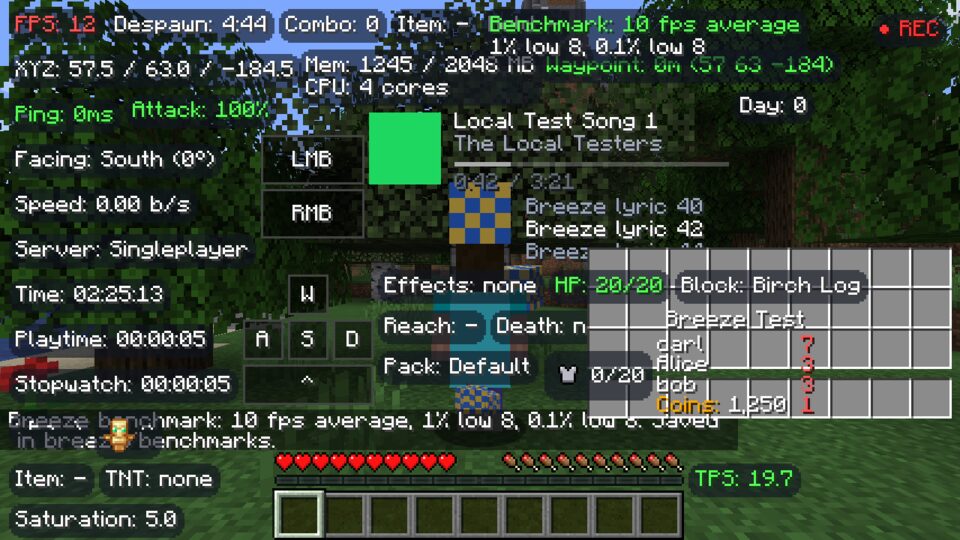 FPS: 12
Despawn: 4:44
Combo: 0
Item: -
Benchmark: 10 fps average
1% low 8, 0.1% low 8
REC
XYZ: 57.5 / 63.0 / -184.5
Mem: 1245 / 2048 MB
CPU: 4 cores
Waypoint: 0m (57 63 -184)
Ping: 0ms
Attack: 100%
Day: 0
Local Test Song 1
The Local Testers
0:42 / 3:21
Facing: South (0°)
LMB
RMB
Speed: 0.00 b/s
Breeze lyric 40
Breeze lyric 42
Breeze
Server: Singleplayer
Effects: none
HP: 20/20
Block: Birch Log
Time: 02:25:13
W
A
S
D
^
Reach: -
Death:
Breeze Test
Playtime: 00:00:05
darl 7
Alice 3
bob 3
Coins: 1,250 1
Pack: Default
0/20
Stopwatch: 00:00:05
Breeze benchmark: 10 fps average, 1% low 8, 0.1% low 8. Saved
in benchmarks.
Item: -
TNT: none
TPS: 19.7
Saturation: 5.0